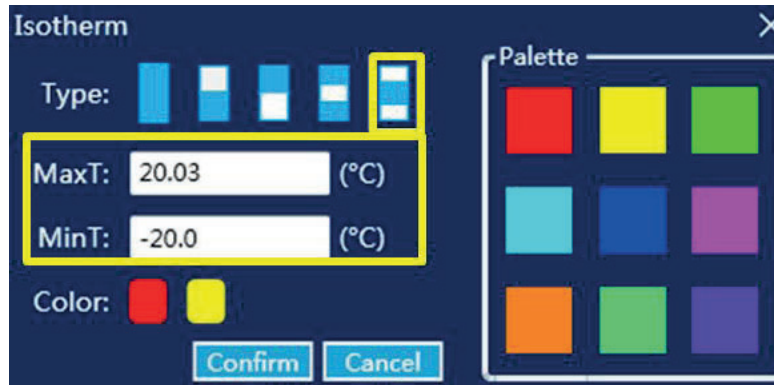 Isotherm
Palette
Type:
MaxT: 20.03 (°C)
MinT: -20.0 (°C)
Color:
Confirm Cancel